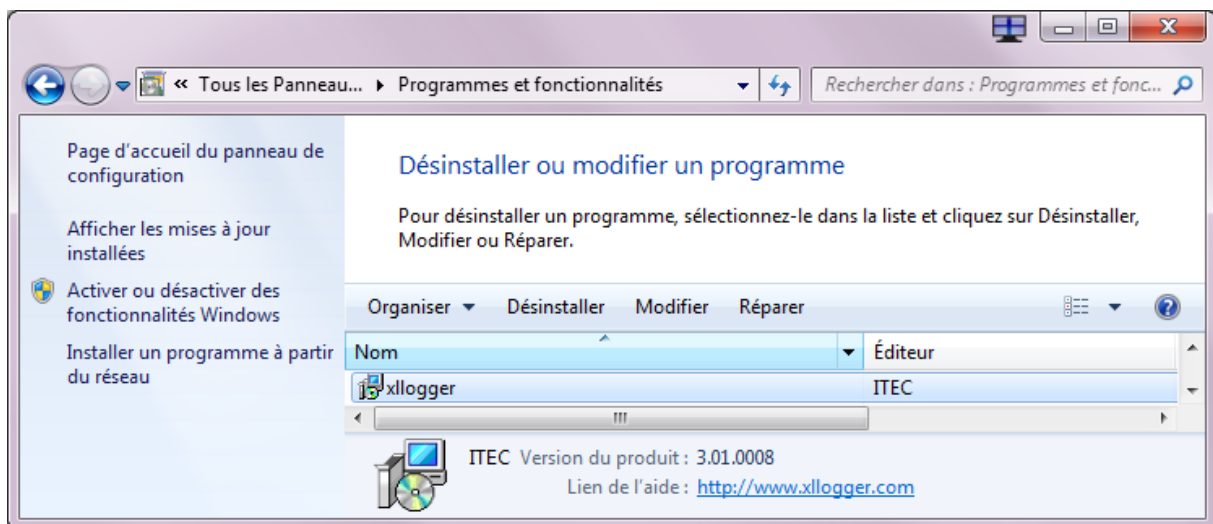 « Tous les Panneau... ▸ Programmes et fonctionnalités
Rechercher dans : Programmes et fonc...
Page d'accueil du panneau de
configuration
Afficher les mises à jour
installées
Activer ou désactiver des
fonctionnalités Windows
Installer un programme à partir
du réseau
Désinstaller ou modifier un programme
Pour désinstaller un programme, sélectionnez-le dans la liste et cliquez sur Désinstaller,
Modifier ou Réparer.
Organiser Désinstaller Modifier Réparer
Nom Éditeur
xllogger ITEC
ITEC Version du produit : 3.01.0008
Lien de l'aide : http://www.xllogger.com